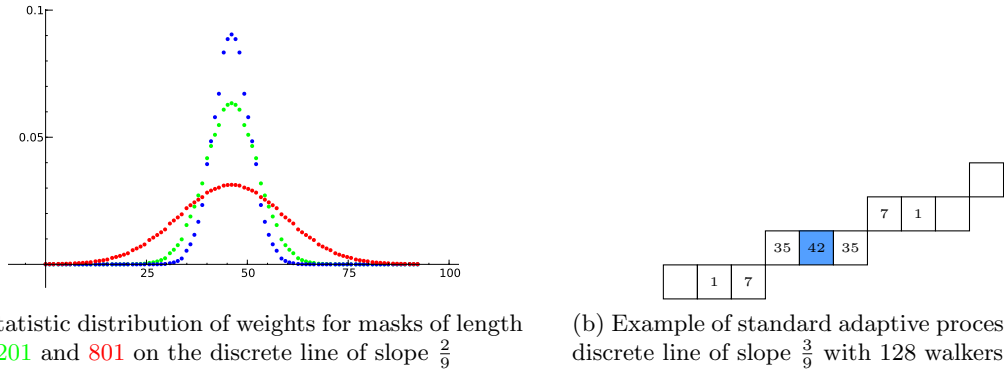 0.1
0.05
25 50 75 100
7 1
35 42 35
1 7
tatistic distribution of weights for masks of length
201 and 801 on the discrete line of slope 2/9
(b) Example of standard adaptive proces
discrete line of slope 3/9 with 128 walkers